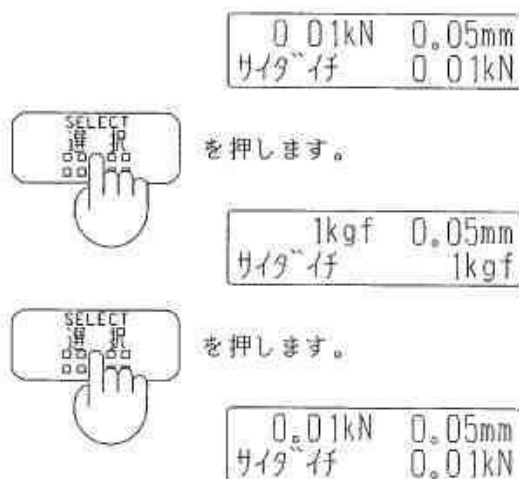 0 01kN 0.05mm
サイダイチ 0 01kN
SELECT
選 択
を押します。
1kgf 0.05mm
サイダイチ 1kgf
SELECT
選 択
を押します。
0.01kN 0.05mm
サイダイチ 0.01kN